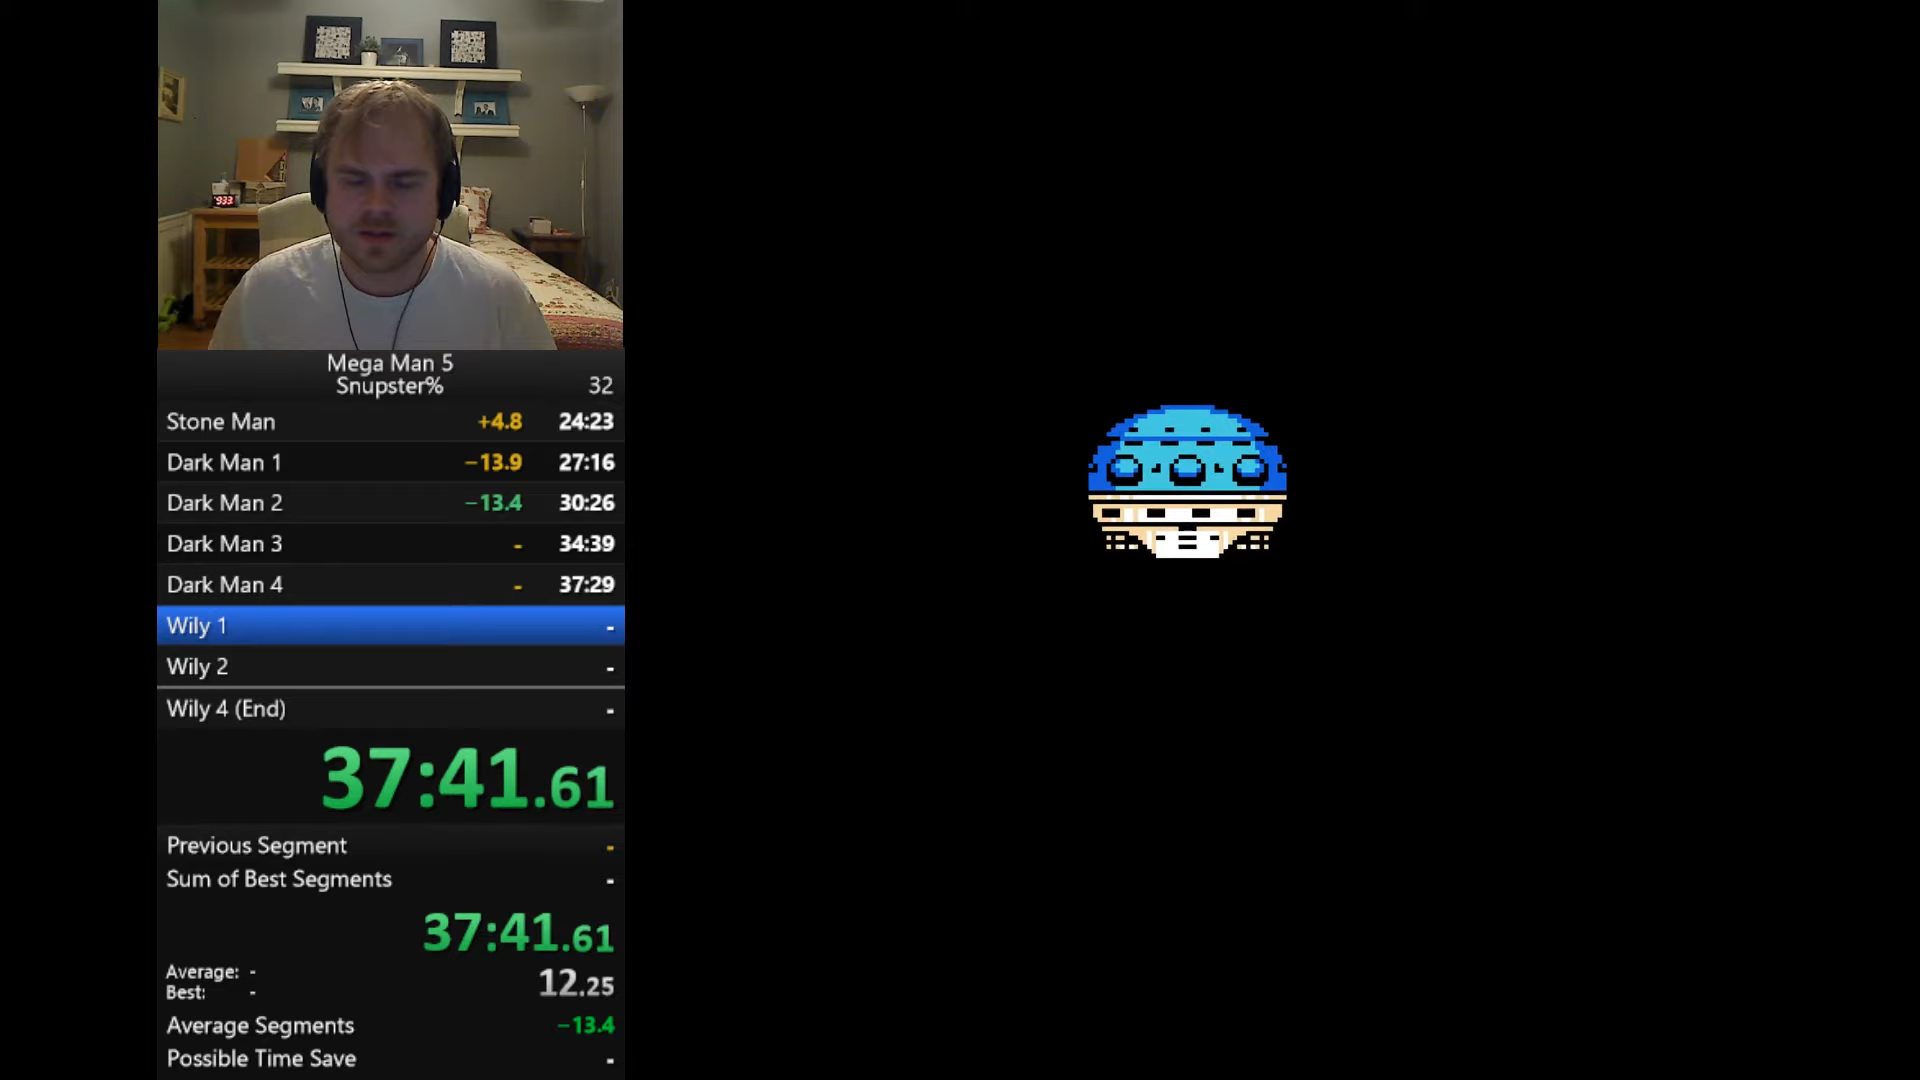 933
Mega Man 5
Snupster% 32
Stone Man +4.8 24:23
Dark Man 1 −13.9 27:16
Dark Man 2 −13.4 30:26
Dark Man 3 - 34:39
Dark Man 4 - 37:29
Wily 1 -
Wily 2 -
Wily 4 (End) -
37:41.61
Previous Segment -
Sum of Best Segments -
37:41.61
Average: -
Best: - 12.25
Average Segments −13.4
Possible Time Save -